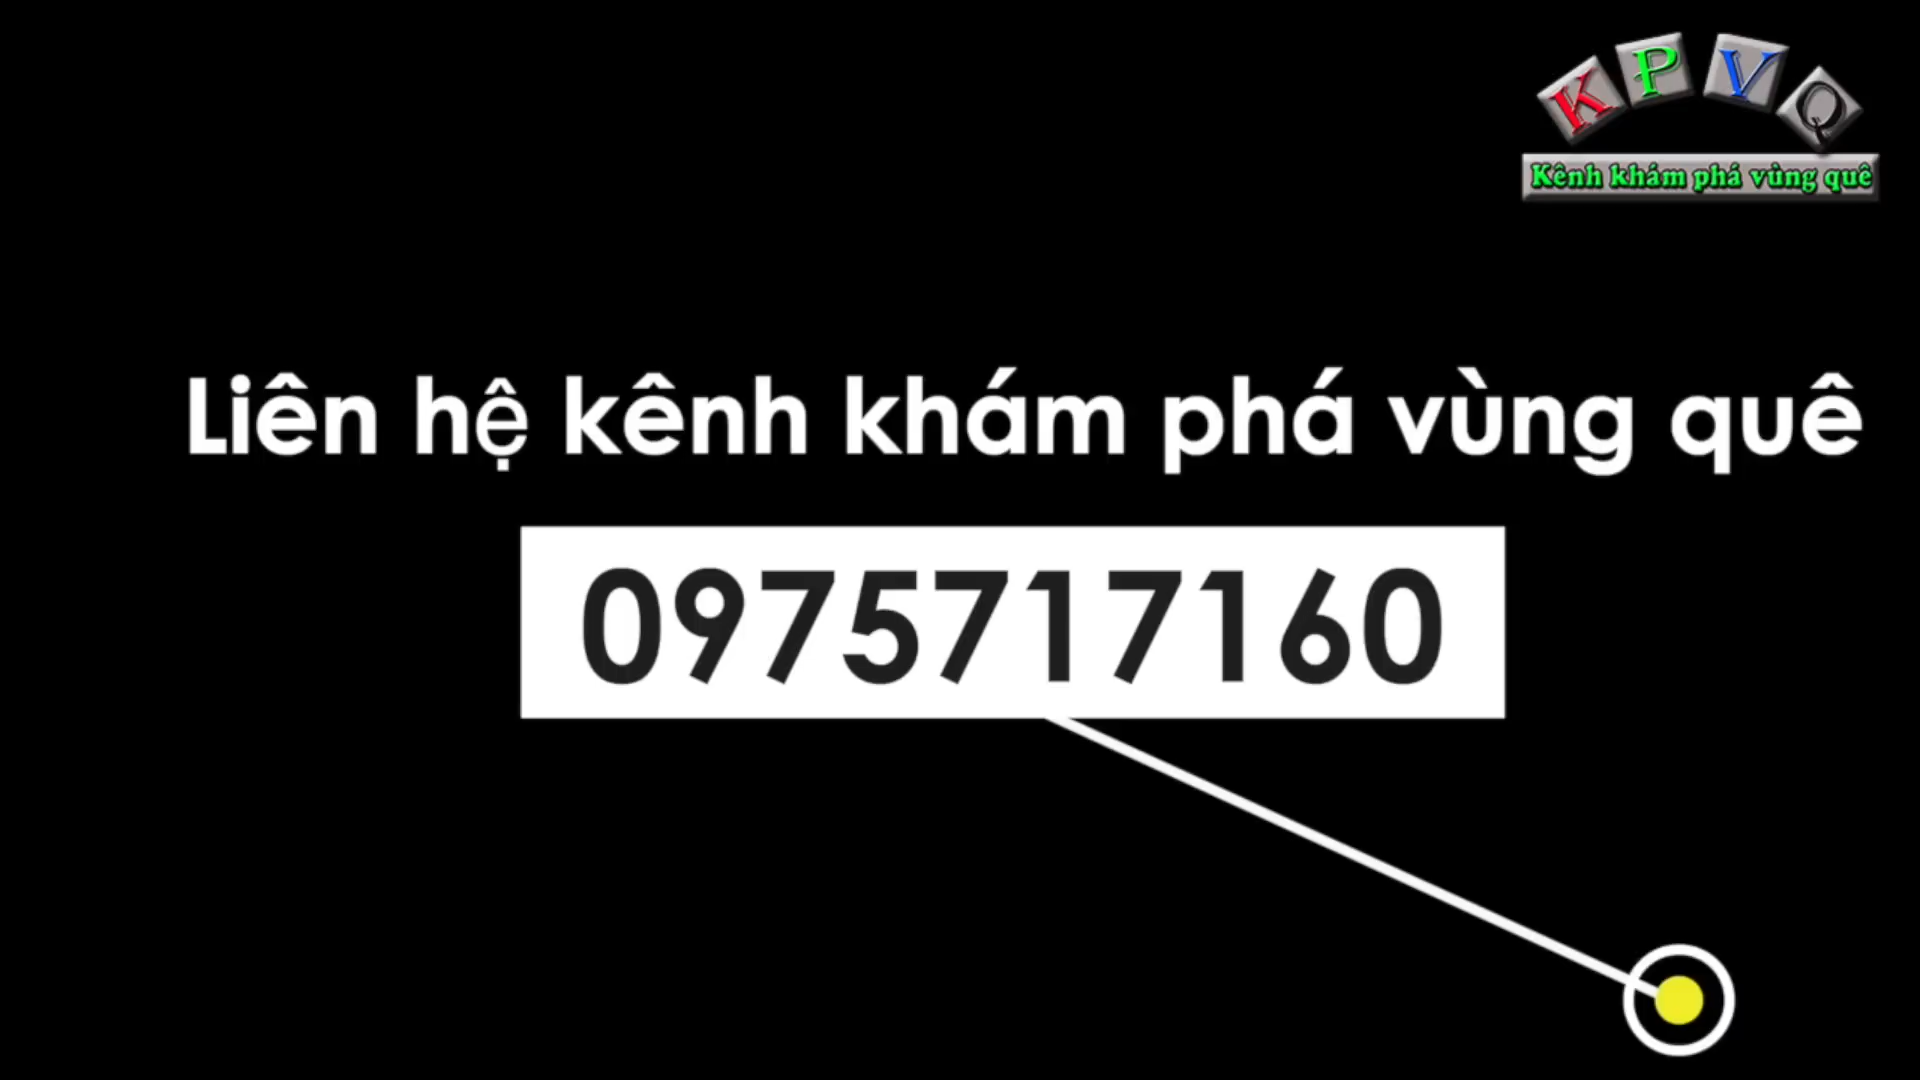 KPVQ
Kênh khám phá vùng quê
Liên hệ kênh khám phá vùng quê
0975717160